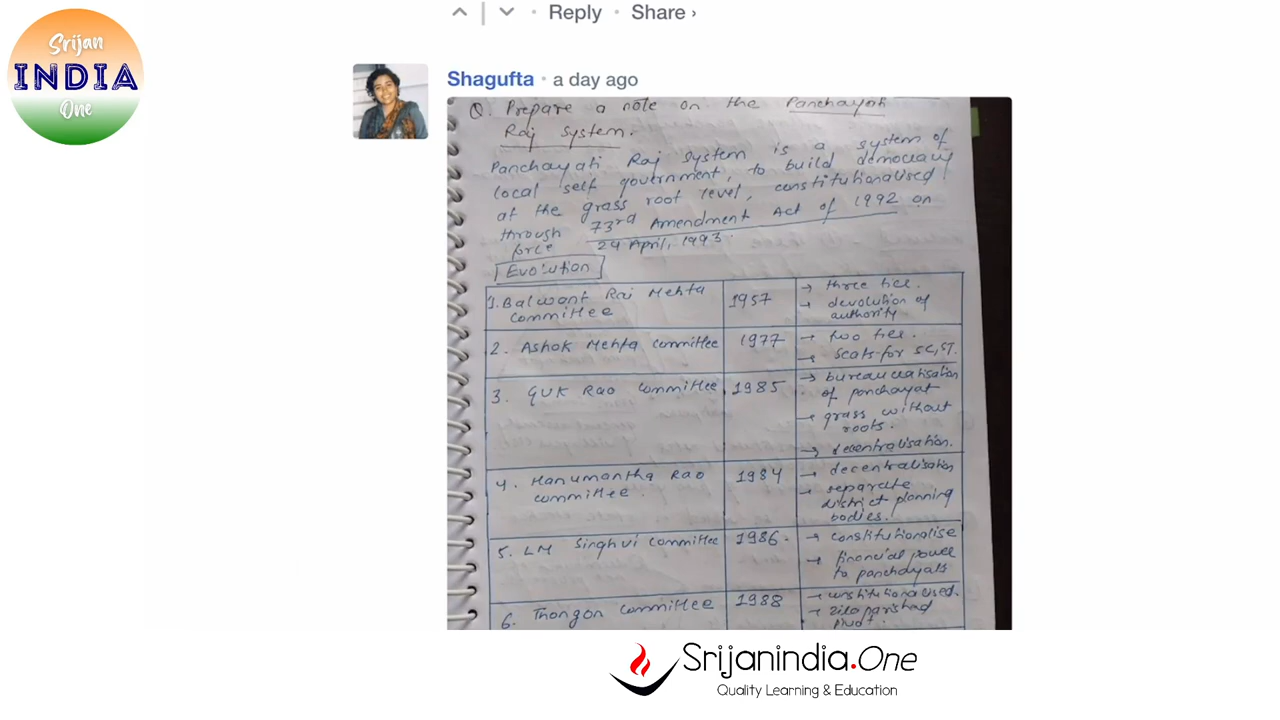 Srijan
INDIA
One
Reply · Share ›
Shagufta · a day ago
Q. Prepare a note on the Panchayati
Raj System.
Panchayati Raj System is a system of
local self government, to build democracy
at the grass root level, constitutionalised
through 73rd Amendment Act of 1992 on
force 24 April, 1993.
Evolution
1. Balwant Rai Mehta
committee
1957
→ three tier.
→ devolution of
authority
2. Ashok Mehta committee
1977
→ two tier.
→ seats for SC, ST.
3. GVK Rao committee
1985
→ bureaucratisation
of panchayat
→ grass without
roots.
→ decentralisation.
4. Hanumantha Rao
committee.
1984
→ decentralisation
→ separate
district planning
bodies.
5. LM Singhvi committee
1986.
→ constitutionalise
→ financial power
to panchayats
6. Thongon committee
1988
→ constitutionalised.
→ zila parishad
pivot.
Srijanindia.One
Quality Learning & Education